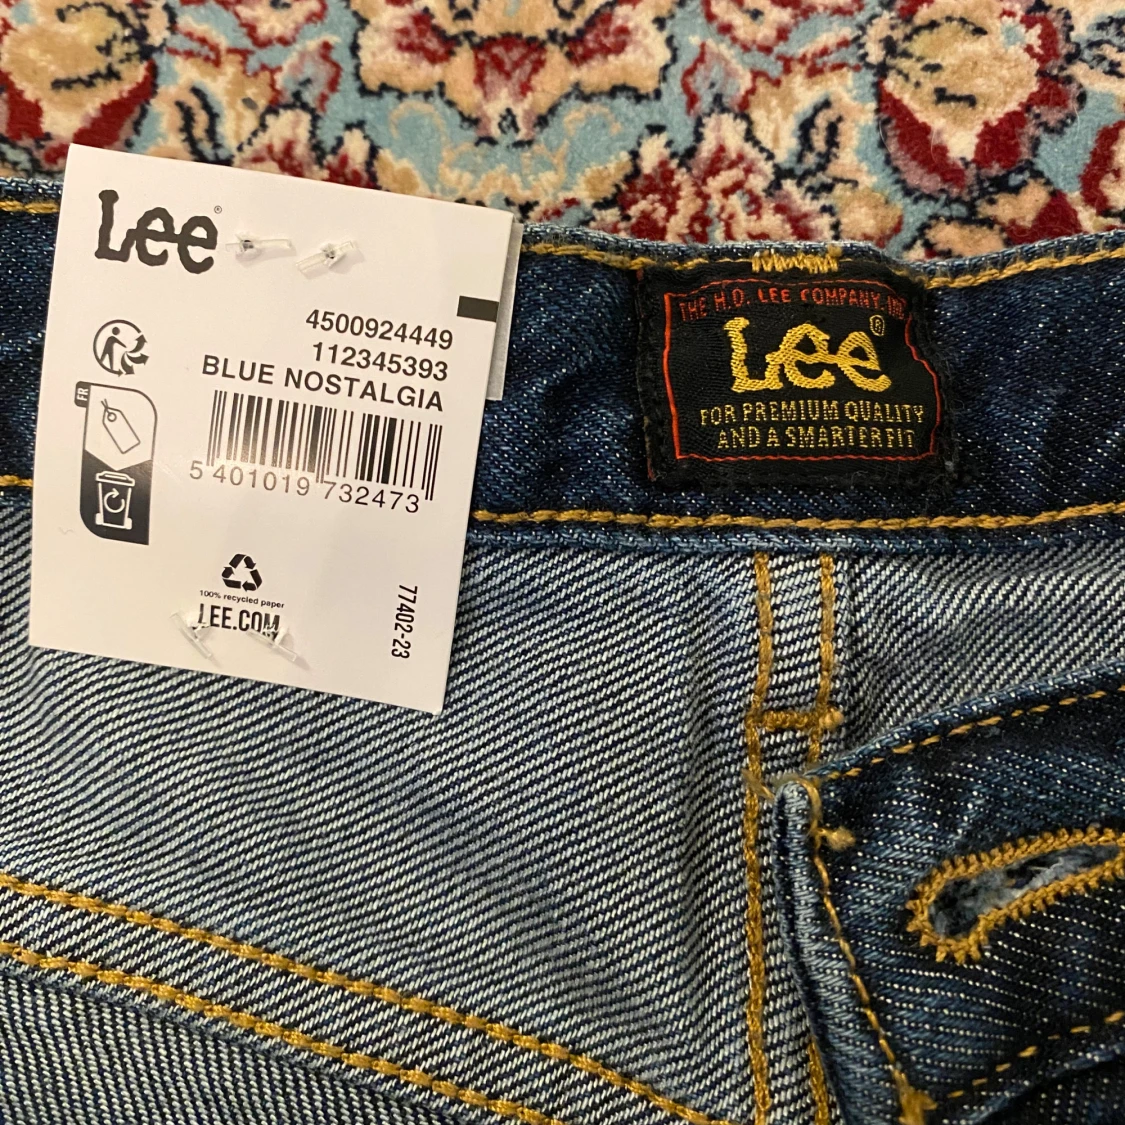 Lee®
4500924449
112345393
BLUE NOSTALGIA
FR
5 401019 732473
100% recycled paper
LEE.COM
77402-23
THE H.D. LEE COMPANY, INC.
Lee®
FOR PREMIUM QUALITY
AND A SMARTER FIT